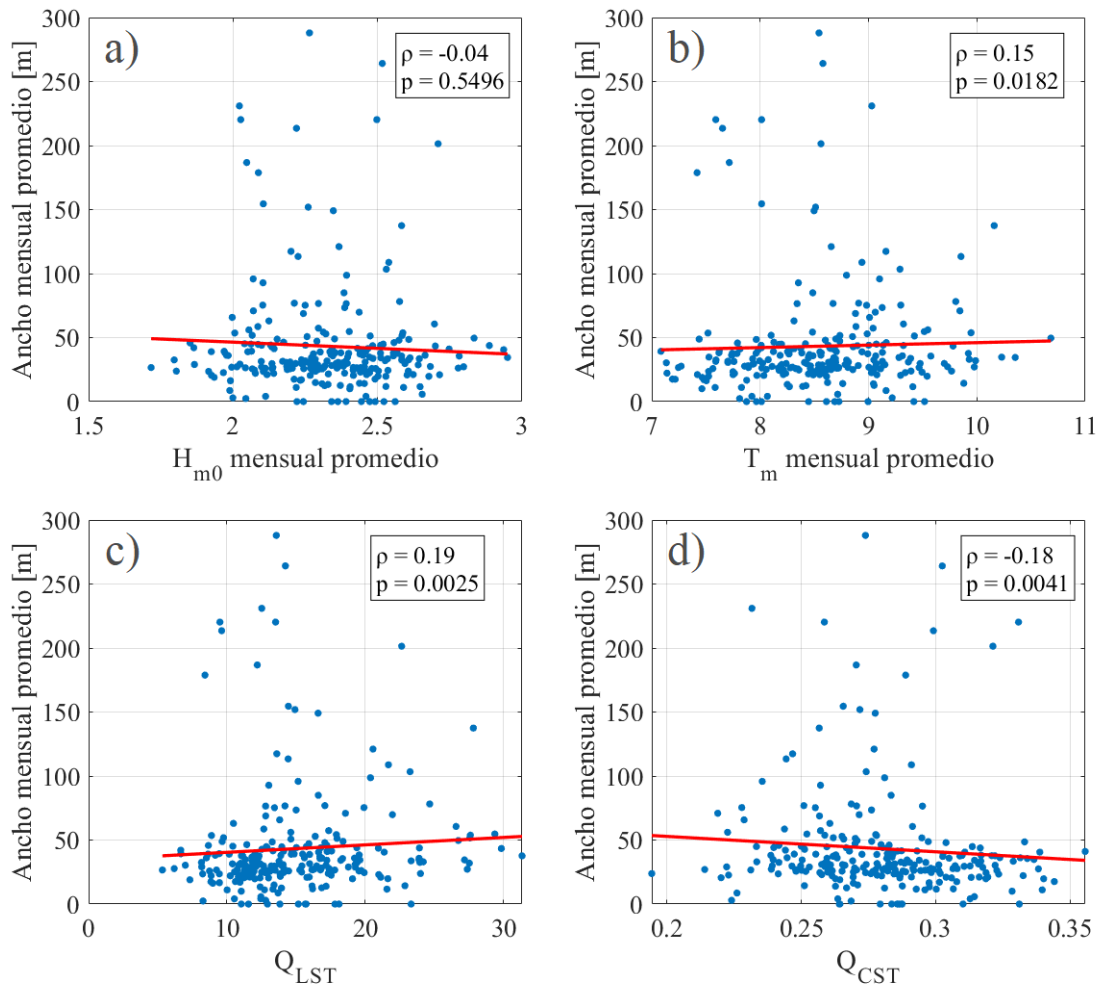 a)
ρ = -0.04
p = 0.5496
Ancho mensual promedio [m]
300
250
200
150
100
50
0
1.5 2 2.5 3
H_m0 mensual promedio
b)
ρ = 0.15
p = 0.0182
Ancho mensual promedio [m]
300
250
200
150
100
50
0
7 8 9 10 11
T_m mensual promedio
c)
ρ = 0.19
p = 0.0025
Ancho mensual promedio [m]
300
250
200
150
100
50
0
0 10 20 30
Q_LST
d)
ρ = -0.18
p = 0.0041
Ancho mensual promedio [m]
300
250
200
150
100
50
0
0.2 0.25 0.3 0.35
Q_CST